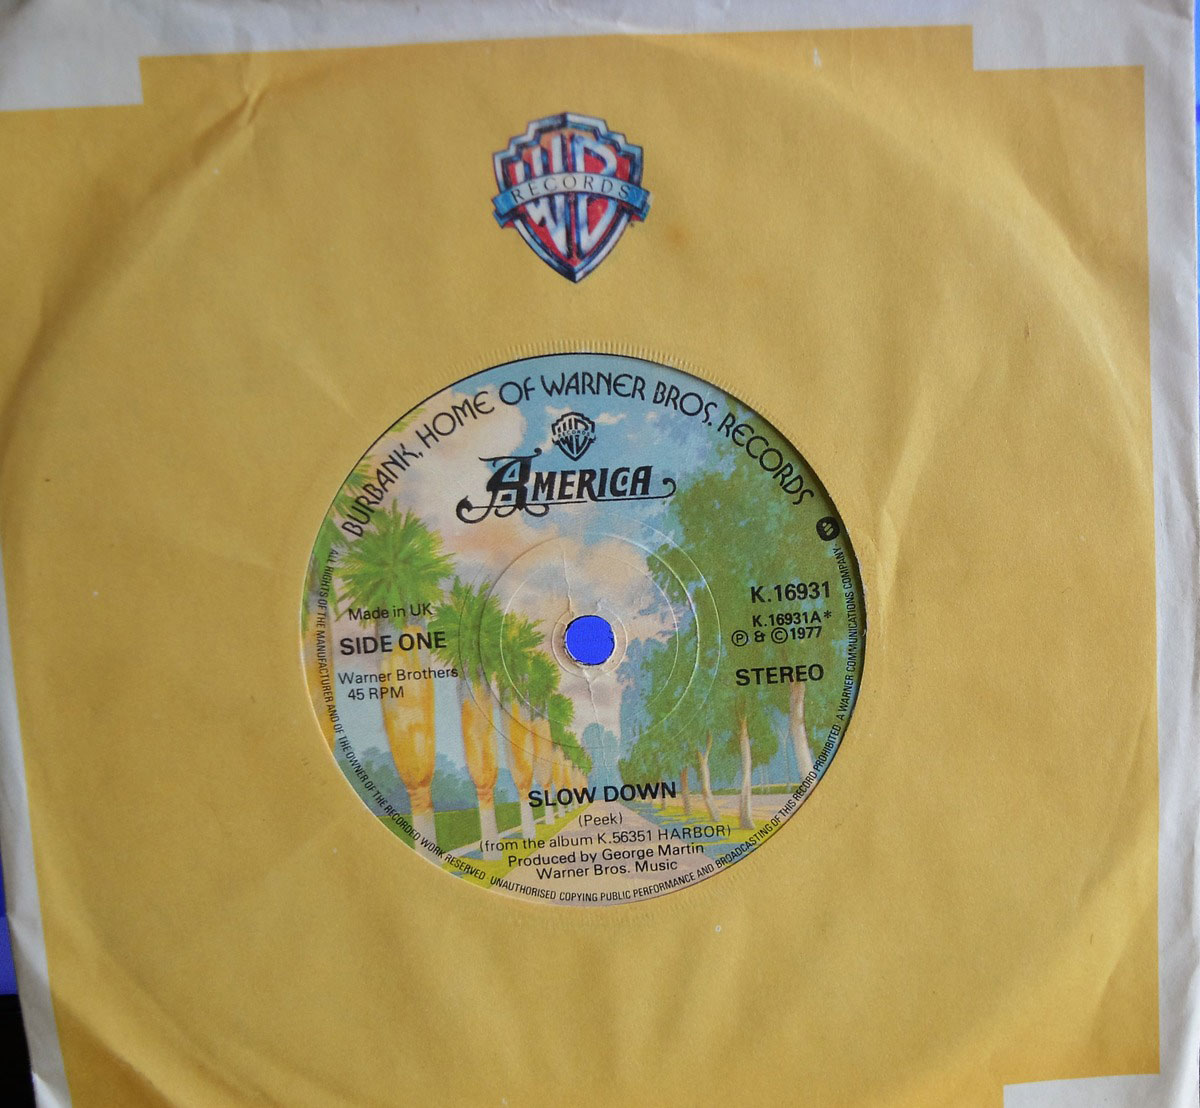 WB
RECORDS
BURBANK, HOME OF WARNER BROS. RECORDS
WB
RECORDS
AMERICA
Made in UK
SIDE ONE
Warner Brothers
45 RPM
K.16931
K.16931A*
Ⓟ & ©1977
STEREO
SLOW DOWN
(Peek)
(from the album K.56351 HARBOR)
Produced by George Martin
Warner Bros. Music
ALL RIGHTS OF THE MANUFACTURER AND OF THE OWNER OF THE RECORDED WORK RESERVED · UNAUTHORISED COPYING PUBLIC PERFORMANCE AND BROADCASTING OF THIS RECORD PROHIBITED · A WARNER COMMUNICATIONS COMPANY